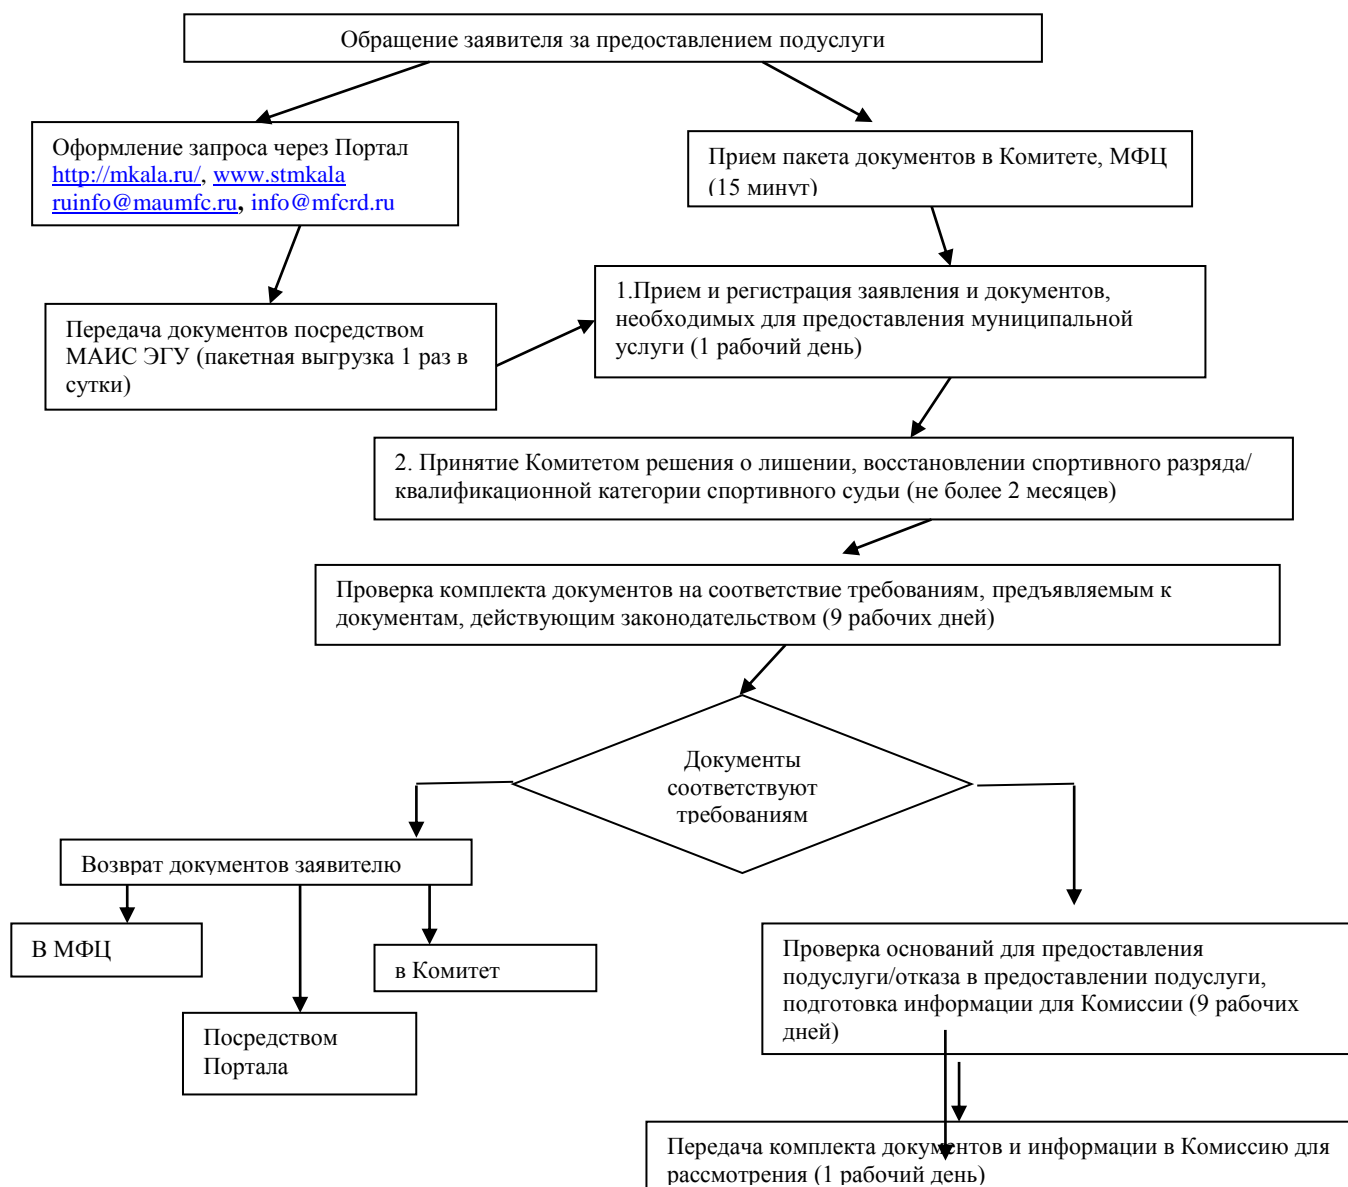 Обращение заявителя за предоставлением подуслуги
Оформление запроса через Портал
http://mkala.ru/, www.stmkala
ruinfo@maumfc.ru, info@mfcrd.ru
Прием пакета документов в Комитете, МФЦ
(15 минут)
Передача документов посредством
МАИС ЭГУ (пакетная выгрузка 1 раз в
сутки)
1.Прием и регистрация заявления и документов,
необходимых для предоставления муниципальной
услуги (1 рабочий день)
2. Принятие Комитетом решения о лишении, восстановлении спортивного разряда/
квалификационной категории спортивного судьи (не более 2 месяцев)
Проверка комплекта документов на соответствие требованиям, предъявляемым к
документам, действующим законодательством (9 рабочих дней)
Документы
соответствуют
требованиям
Возврат документов заявителю
В МФЦ
в Комитет
Посредством
Портала
Проверка оснований для предоставления
подуслуги/отказа в предоставлении подуслуги,
подготовка информации для Комиссии (9 рабочих
дней)
Передача комплекта документов и информации в Комиссию для
рассмотрения (1 рабочий день)